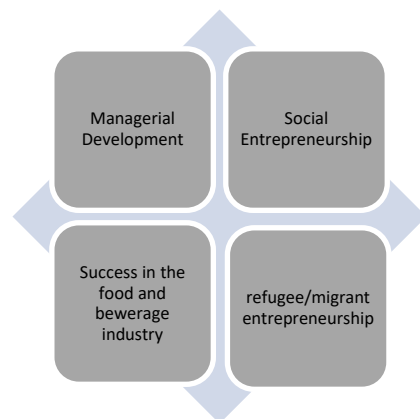 Managerial
Development
Social
Entrepreneurship
Success in the
food and
bewerage
industry
refugee/migrant
entrepreneurship